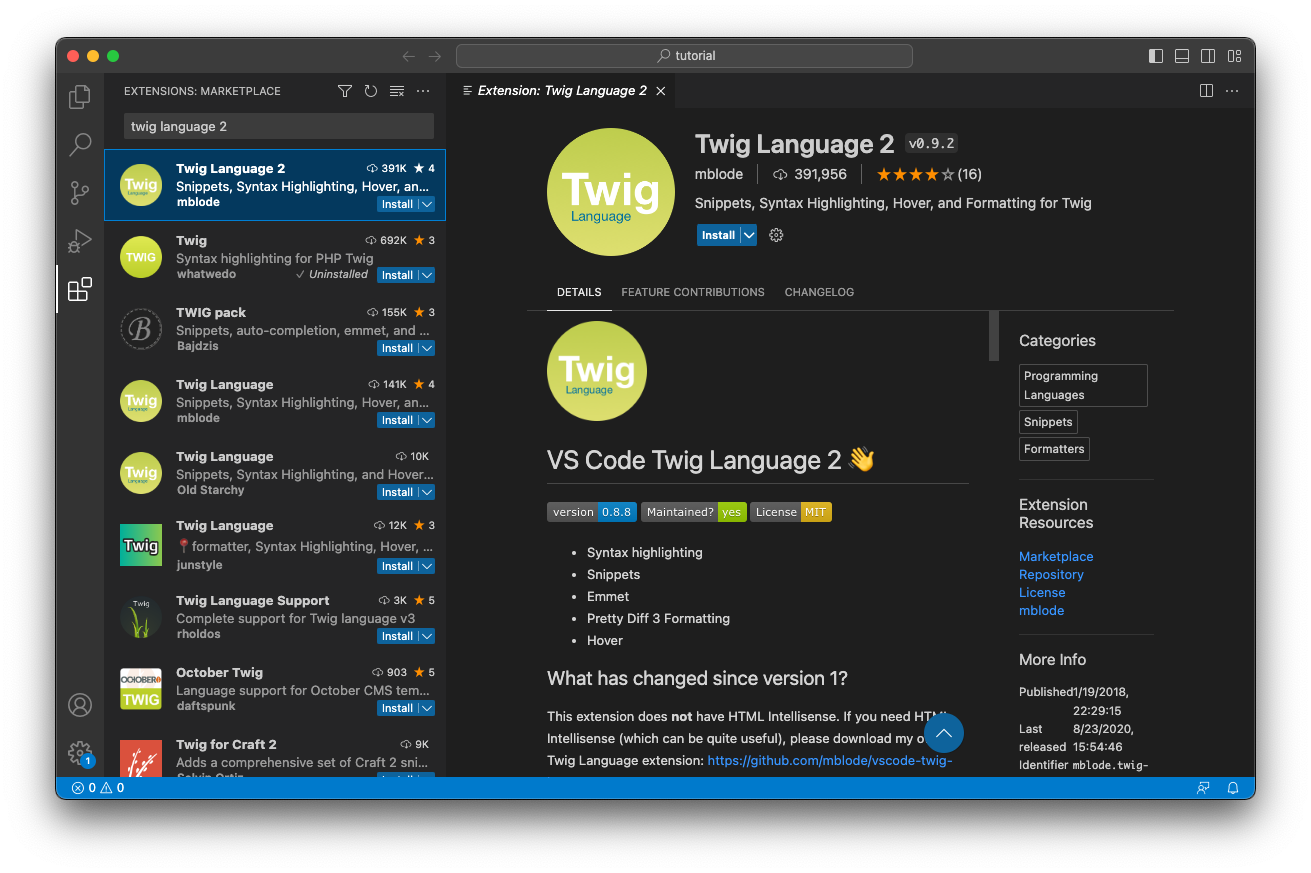 tutorial
EXTENSIONS: MARKETPLACE
twig language 2
Twig Language 2 391K 4
Snippets, Syntax Highlighting, Hover, an...
mblode Install
Twig
Language
Twig 692K 3
Syntax highlighting for PHP Twig
whatwedo Uninstalled Install
TWIG
TWIG pack 155K 3
Snippets, auto-completion, emmet, and ...
Bajdzis Install
B
Twig Language 141K 4
Snippets, Syntax Highlighting, Hover, an...
mblode Install
Twig
Language
Twig Language 10K
Snippets, Syntax Highlighting, and Hover...
Old Starchy Install
Twig
Language
Twig Language 12K 3
formatter, Syntax Highlighting, Hover, ...
junstyle Install
Twig
Twig Language Support 3K 5
Complete support for Twig language v3
rholdos Install
Twig
October Twig 903 5
Language support for October CMS tem...
daftspunk Install
OCTOBER
TWIG
Twig for Craft 2 9K
Adds a comprehensive set of Craft 2 sni...
1
Extension: Twig Language 2
Twig
Language
Twig Language 2 v0.9.2
mblode 391,956 (16)
Snippets, Syntax Highlighting, Hover, and Formatting for Twig
Install
DETAILS FEATURE CONTRIBUTIONS CHANGELOG
Twig
Language
VS Code Twig Language 2 👋
version 0.8.8 Maintained? yes License MIT
• Syntax highlighting
• Snippets
• Emmet
• Pretty Diff 3 Formatting
• Hover
What has changed since version 1?
This extension does not have HTML Intellisense. If you need HTML
Intellisense (which can be quite useful), please download my
Twig Language extension: https://github.com/mblode/vscode-twig-
Categories
Programming
Languages
Snippets
Formatters
Extension
Resources
Marketplace
Repository
License
mblode
More Info
Published 1/19/2018,
22:29:15
Last 8/23/2020,
released 15:54:46
Identifier mblode.twig-
0 0